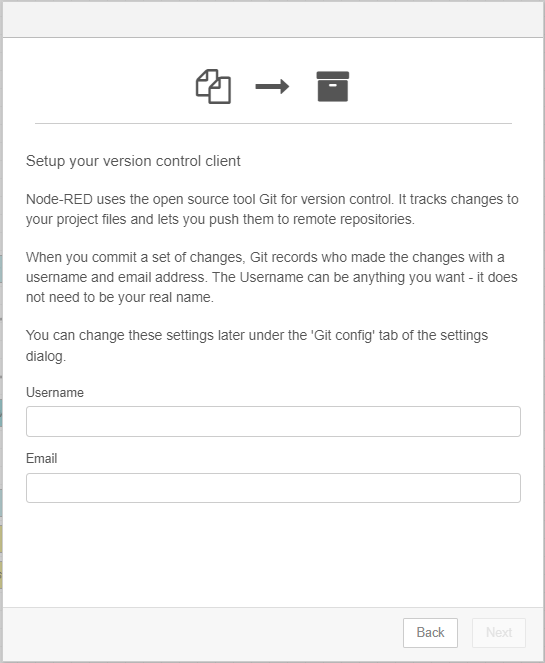 Setup your version control client
Node-RED uses the open source tool Git for version control. It tracks changes to
your project files and lets you push them to remote repositories.
When you commit a set of changes, Git records who made the changes with a
username and email address. The Username can be anything you want - it does
not need to be your real name.
You can change these settings later under the 'Git config' tab of the settings
dialog.
Username
Email
Back
Next